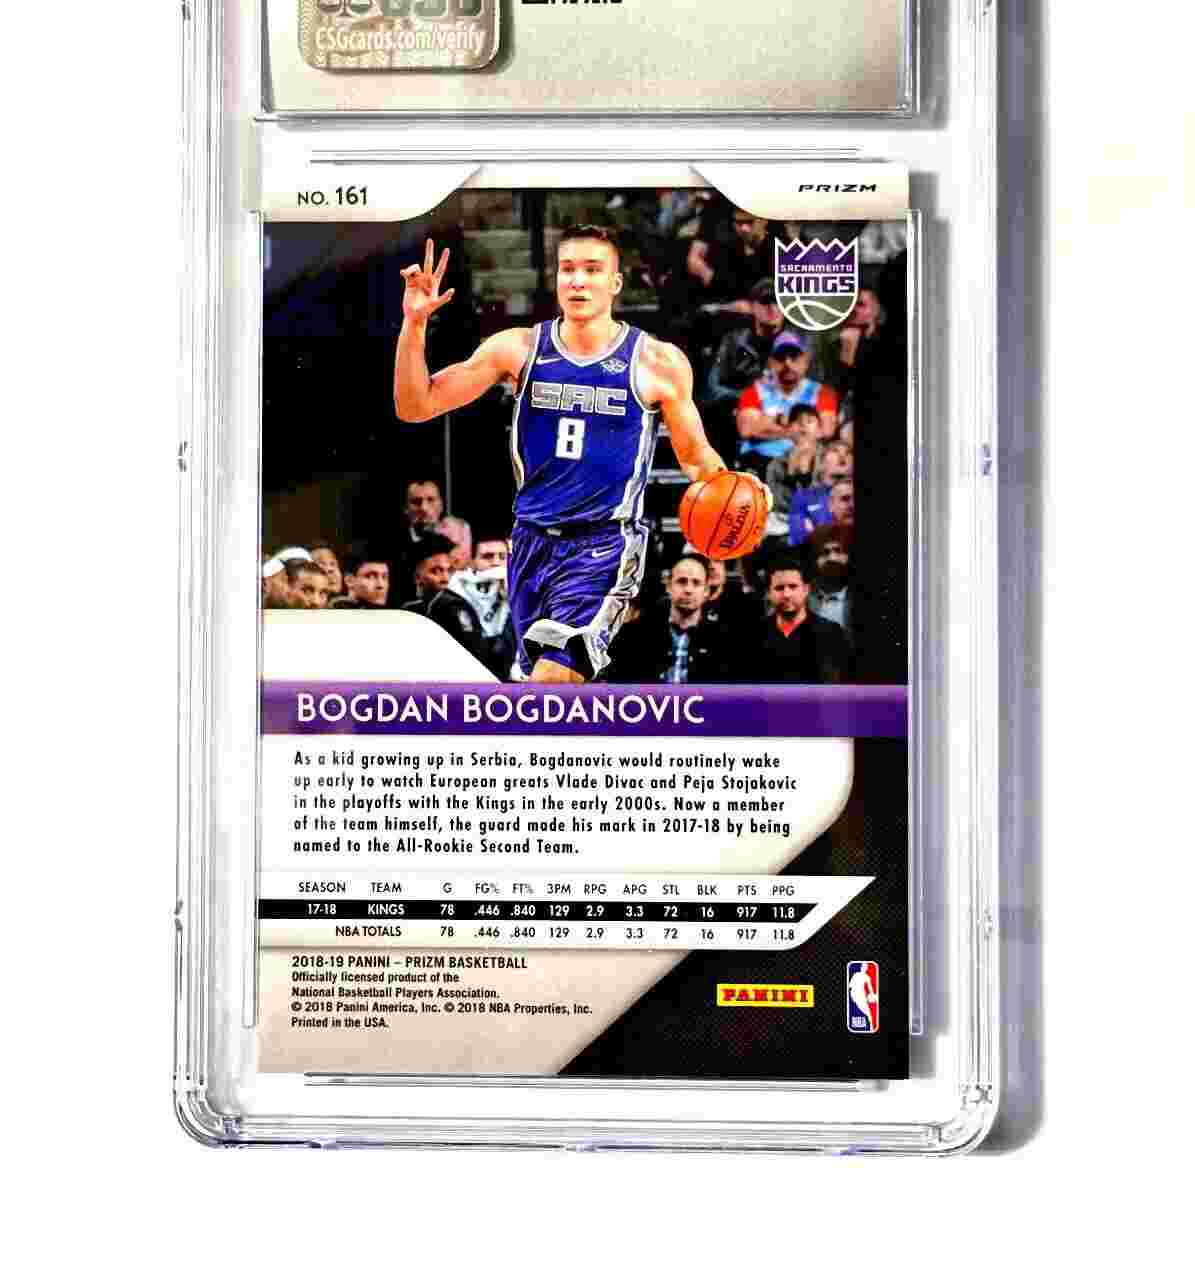 CSGcards.com/verify
NO. 161
PRIZM
SACRAMENTO
KINGS
SAC
8
SPALDING
BOGDAN BOGDANOVIC
As a kid growing up in Serbia, Bogdanovic would routinely wake
up early to watch European greats Vlade Divac and Peja Stojakovic
in the playoffs with the Kings in the early 2000s. Now a member
of the team himself, the guard made his mark in 2017-18 by being
named to the All-Rookie Second Team.
SEASON TEAM G FG% FT% 3PM RPG APG STL BLK PTS PPG
17-18 KINGS 78 .446 .840 129 2.9 3.3 72 16 917 11.8
NBA TOTALS 78 .446 .840 129 2.9 3.3 72 16 917 11.8
2018-19 PANINI – PRIZM BASKETBALL
Officially licensed product of the
National Basketball Players Association.
© 2018 Panini America, Inc. © 2018 NBA Properties, Inc.
Printed in the USA.
PANINI
NBA